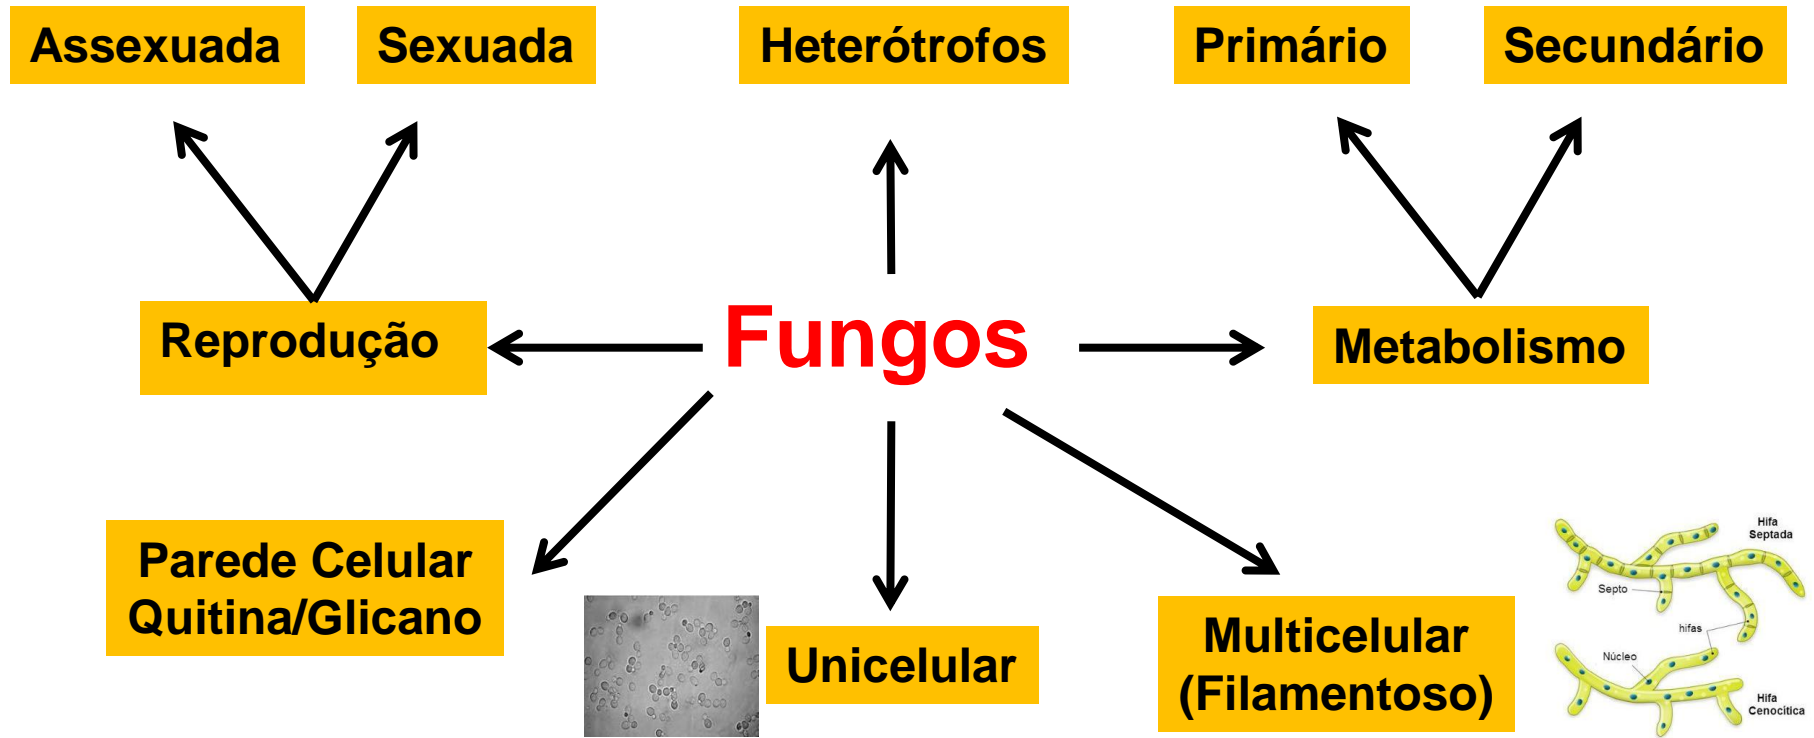 Assexuada
Sexuada
Heterótrofos
Primário
Secundário
Reprodução
Fungos
Metabolismo
Parede Celular
Quitina/Glicano
Unicelular
Multicelular
(Filamentoso)
Hifa
Septada
Septo
hifas
Núcleo
Hifa
Cenocítica